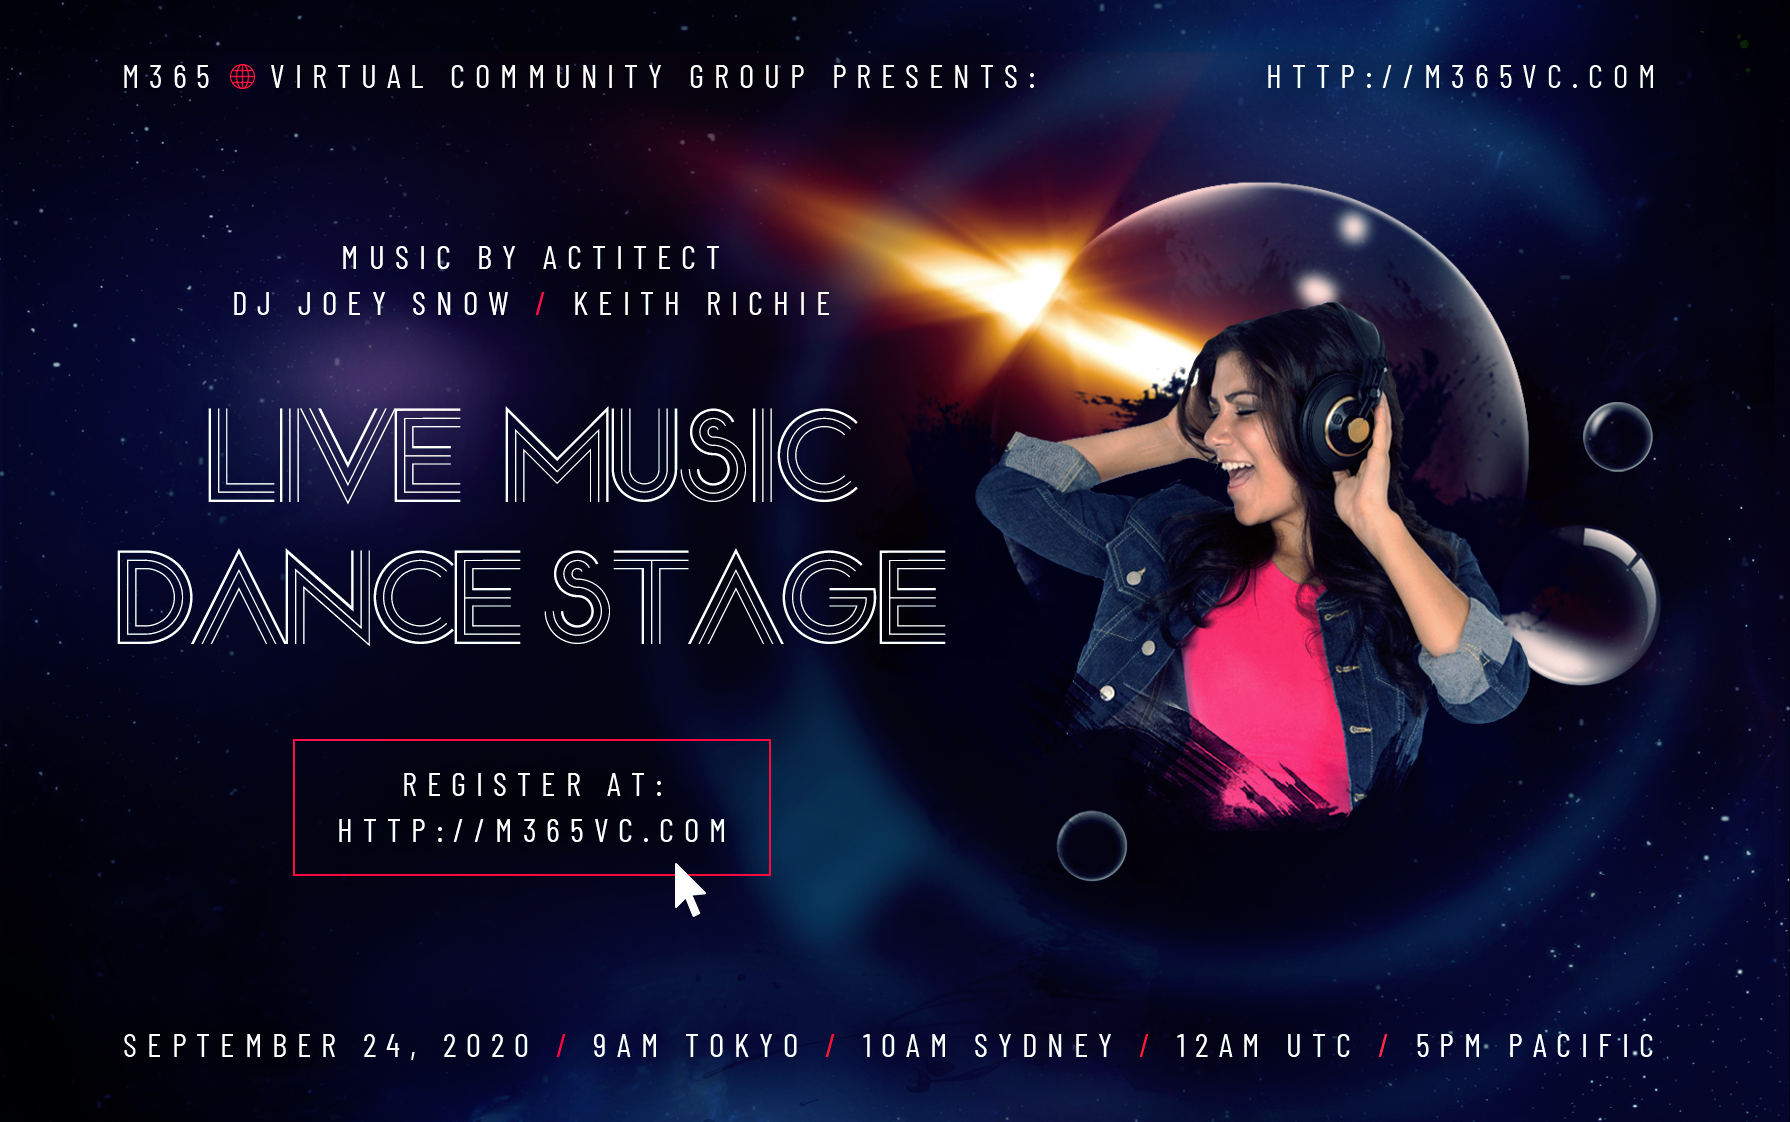 M365 VIRTUAL COMMUNITY GROUP PRESENTS:
HTTP://M365VC.COM
MUSIC BY ACTITECT
DJ JOEY SNOW / KEITH RICHIE
LIVE MUSIC
DANCE STAGE
REGISTER AT:
HTTP://M365VC.COM
SEPTEMBER 24, 2020 / 9AM TOKYO / 10AM SYDNEY / 12AM UTC / 5PM PACIFIC